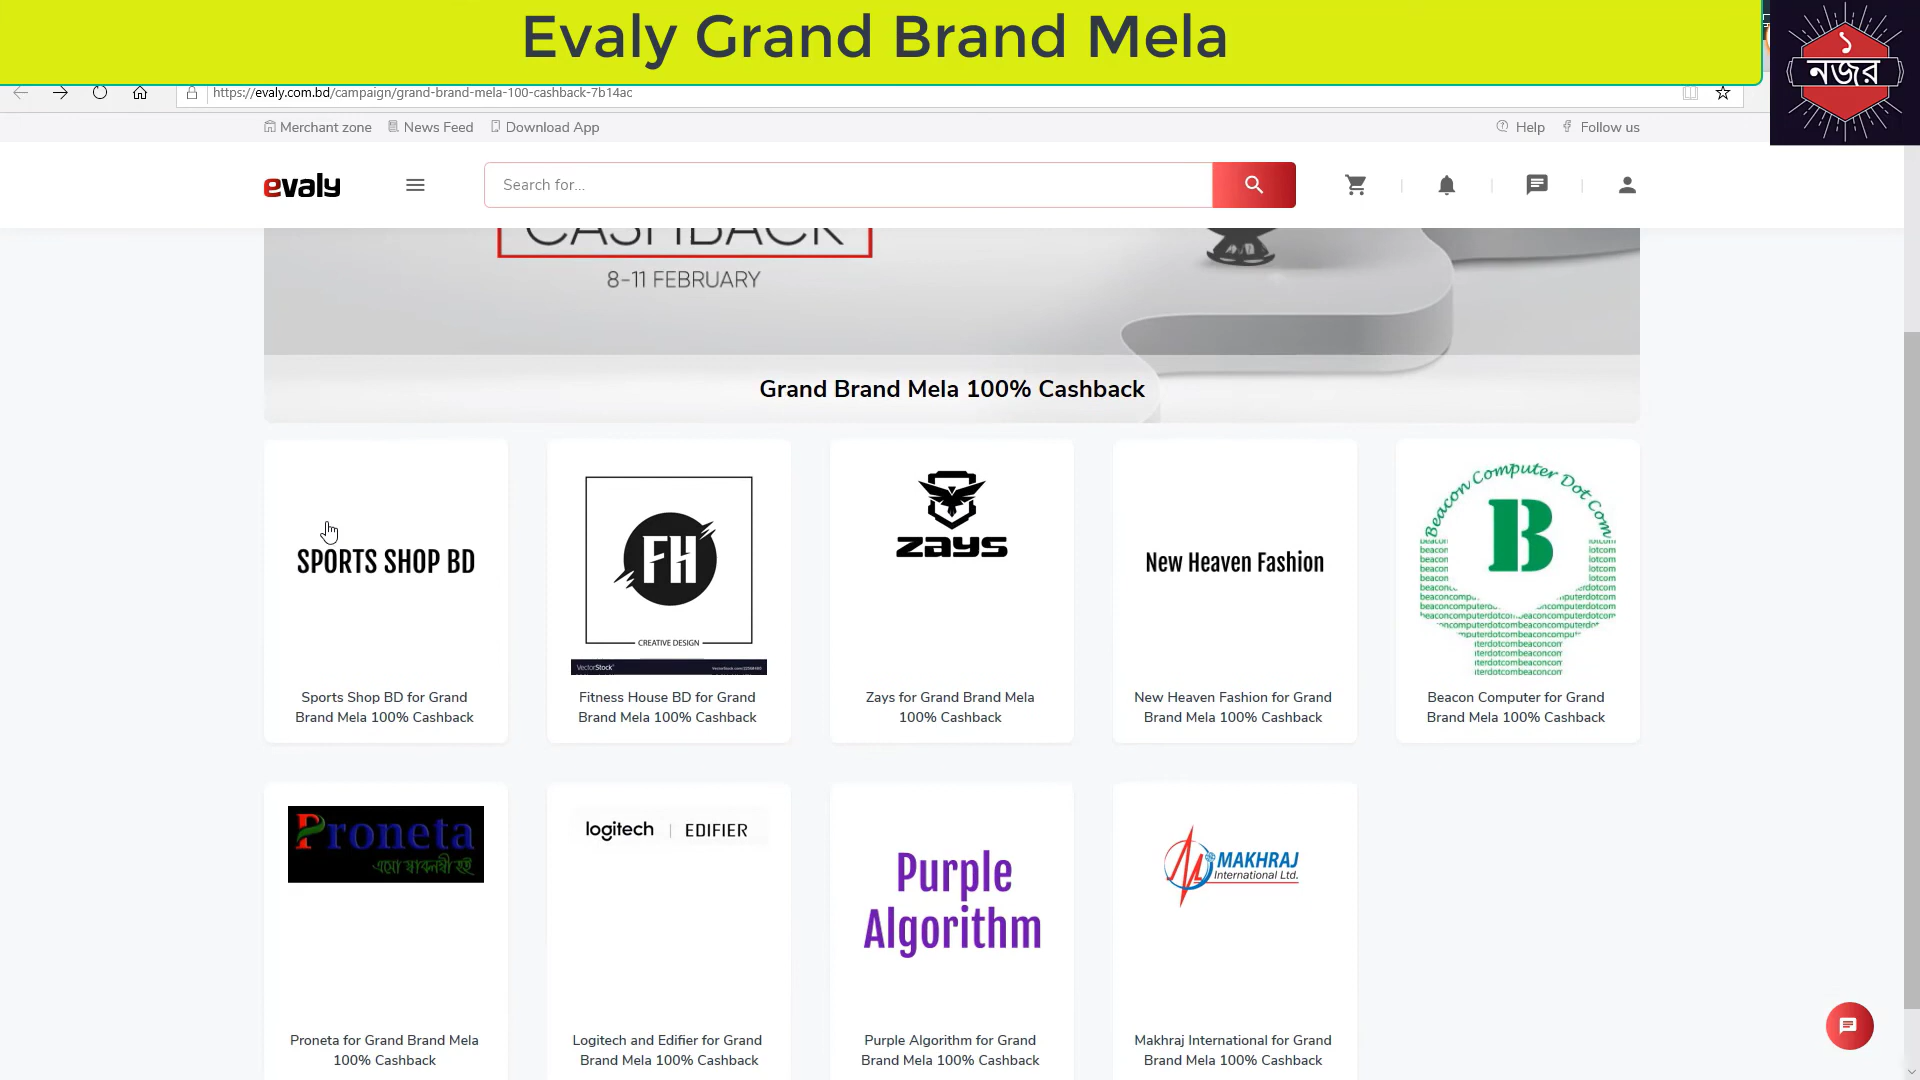 Evaly Grand Brand Mela
১
নজর
https://evaly.com.bd/campaign/grand-brand-mela-100-cashback-7b14ac
Merchant zone News Feed Download App Help Follow us
evaly Search for...
CASHBACK
8-11 FEBRUARY
Grand Brand Mela 100% Cashback
SPORTS SHOP BD
Sports Shop BD for Grand
Brand Mela 100% Cashback
FH
CREATIVE DESIGN
VectorStock
Fitness House BD for Grand
Brand Mela 100% Cashback
zays
Zays for Grand Brand Mela
100% Cashback
New Heaven Fashion
New Heaven Fashion for Grand
Brand Mela 100% Cashback
Beacon Computer Dot Com
B
Beacon Computer for Grand
Brand Mela 100% Cashback
Proneta
এসো স্বাবলম্বী হই
Proneta for Grand Brand Mela
100% Cashback
logitech | EDIFIER
Logitech and Edifier for Grand
Brand Mela 100% Cashback
Purple
Algorithm
Purple Algorithm for Grand
Brand Mela 100% Cashback
MAKHRAJ
International Ltd.
Makhraj International for Grand
Brand Mela 100% Cashback